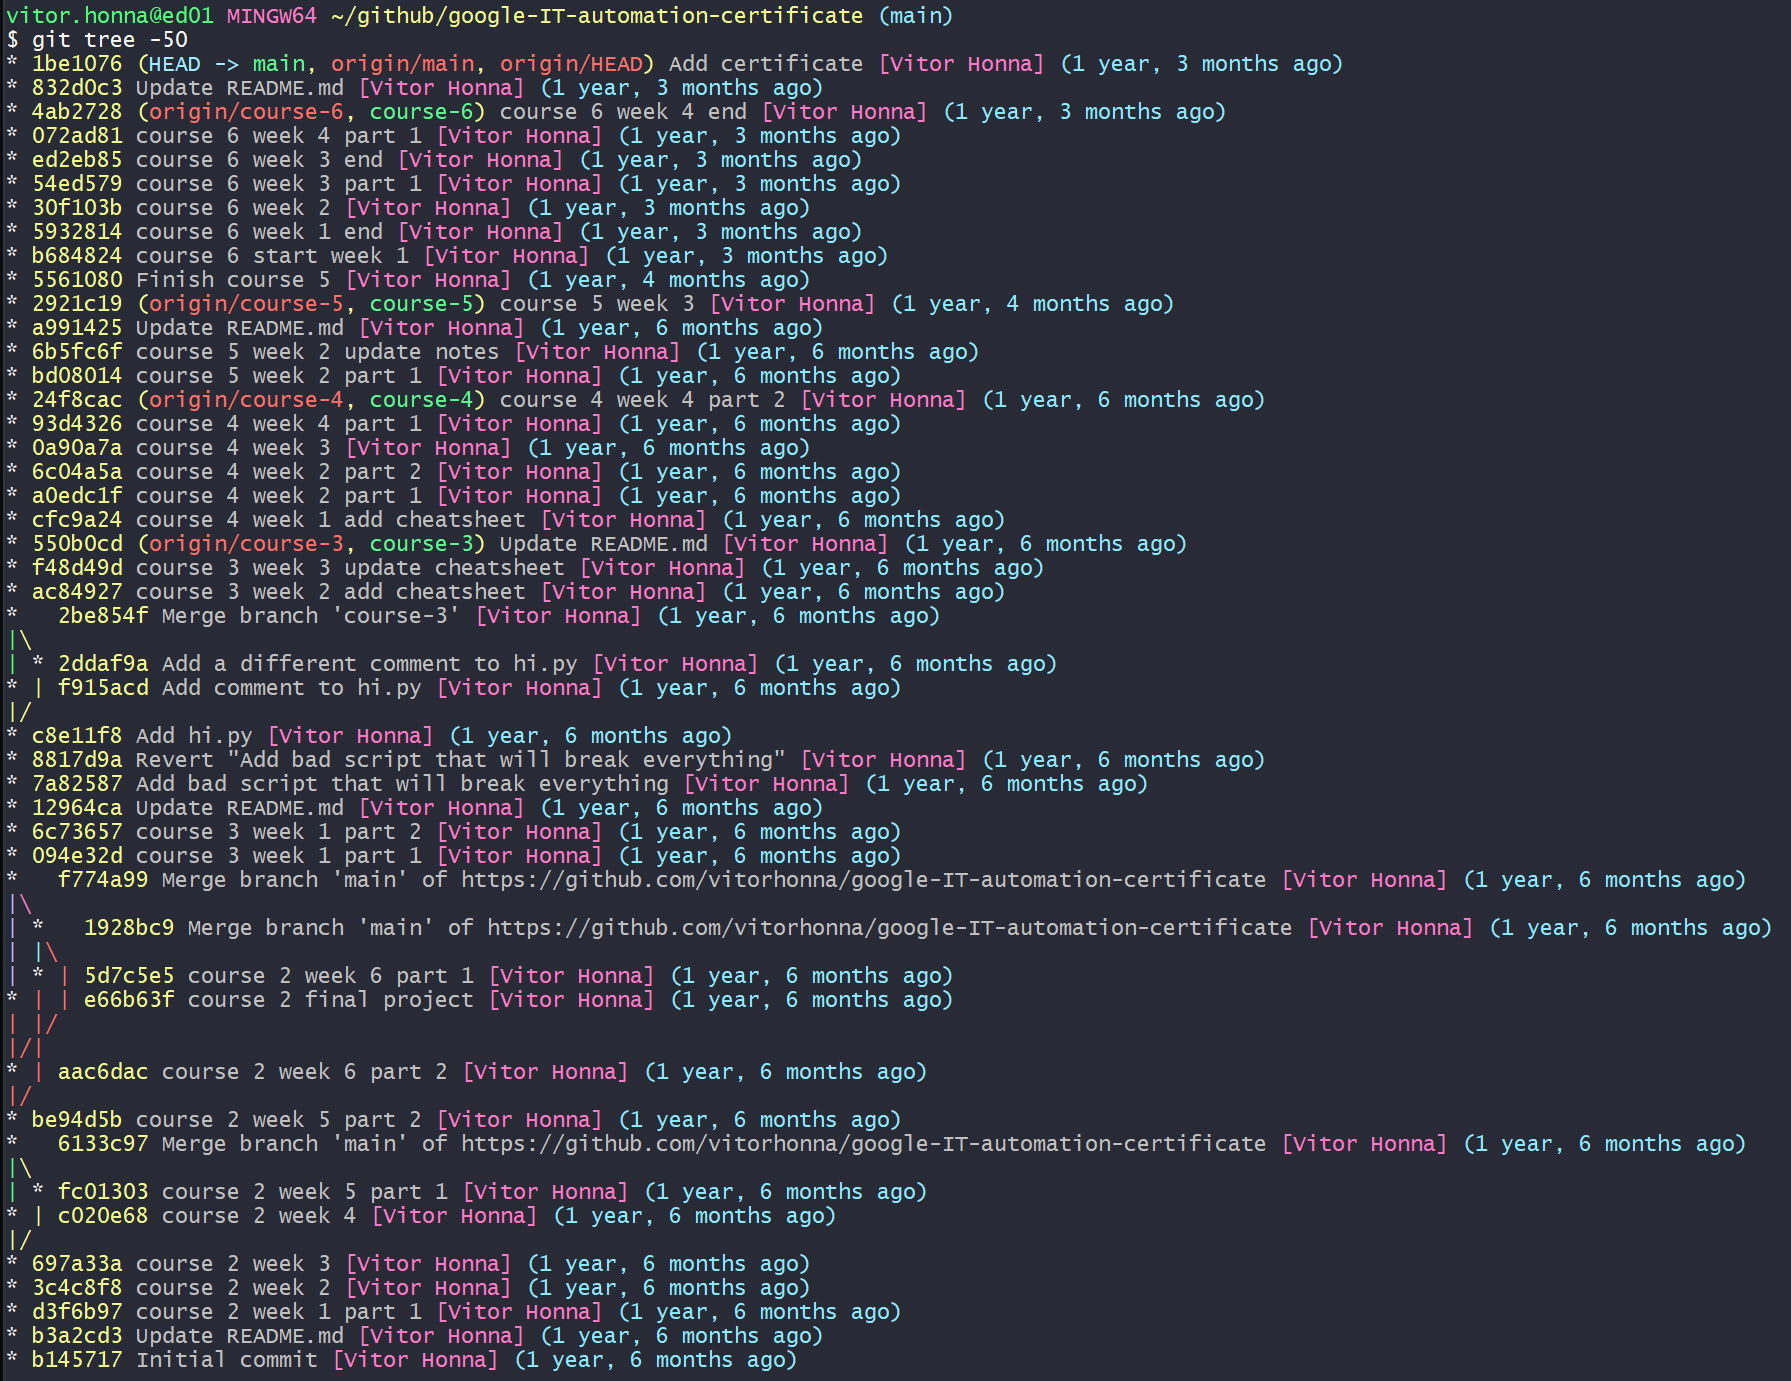 vitor.honna@ed01 MINGW64 ~/github/google-IT-automation-certificate (main)
$ git tree -50
* 1be1076 (HEAD -> main, origin/main, origin/HEAD) Add certificate [Vitor Honna] (1 year, 3 months ago)
* 832d0c3 Update README.md [Vitor Honna] (1 year, 3 months ago)
* 4ab2728 (origin/course-6, course-6) course 6 week 4 end [Vitor Honna] (1 year, 3 months ago)
* 072ad81 course 6 week 4 part 1 [Vitor Honna] (1 year, 3 months ago)
* ed2eb85 course 6 week 3 end [Vitor Honna] (1 year, 3 months ago)
* 54ed579 course 6 week 3 part 1 [Vitor Honna] (1 year, 3 months ago)
* 30f103b course 6 week 2 [Vitor Honna] (1 year, 3 months ago)
* 5932814 course 6 week 1 end [Vitor Honna] (1 year, 3 months ago)
* b684824 course 6 start week 1 [Vitor Honna] (1 year, 3 months ago)
* 5561080 Finish course 5 [Vitor Honna] (1 year, 4 months ago)
* 2921c19 (origin/course-5, course-5) course 5 week 3 [Vitor Honna] (1 year, 4 months ago)
* a991425 Update README.md [Vitor Honna] (1 year, 6 months ago)
* 6b5fc6f course 5 week 2 update notes [Vitor Honna] (1 year, 6 months ago)
* bd08014 course 5 week 2 part 1 [Vitor Honna] (1 year, 6 months ago)
* 24f8cac (origin/course-4, course-4) course 4 week 4 part 2 [Vitor Honna] (1 year, 6 months ago)
* 93d4326 course 4 week 4 part 1 [Vitor Honna] (1 year, 6 months ago)
* 0a90a7a course 4 week 3 [Vitor Honna] (1 year, 6 months ago)
* 6c04a5a course 4 week 2 part 2 [Vitor Honna] (1 year, 6 months ago)
* a0edc1f course 4 week 2 part 1 [Vitor Honna] (1 year, 6 months ago)
* cfc9a24 course 4 week 1 add cheatsheet [Vitor Honna] (1 year, 6 months ago)
* 550b0cd (origin/course-3, course-3) Update README.md [Vitor Honna] (1 year, 6 months ago)
* f48d49d course 3 week 3 update cheatsheet [Vitor Honna] (1 year, 6 months ago)
* ac84927 course 3 week 2 add cheatsheet [Vitor Honna] (1 year, 6 months ago)
*   2be854f Merge branch 'course-3' [Vitor Honna] (1 year, 6 months ago)
|\
| * 2ddaf9a Add a different comment to hi.py [Vitor Honna] (1 year, 6 months ago)
* | f915acd Add comment to hi.py [Vitor Honna] (1 year, 6 months ago)
|/
* c8e11f8 Add hi.py [Vitor Honna] (1 year, 6 months ago)
* 8817d9a Revert "Add bad script that will break everything" [Vitor Honna] (1 year, 6 months ago)
* 7a82587 Add bad script that will break everything [Vitor Honna] (1 year, 6 months ago)
* 12964ca Update README.md [Vitor Honna] (1 year, 6 months ago)
* 6c73657 course 3 week 1 part 2 [Vitor Honna] (1 year, 6 months ago)
* 094e32d course 3 week 1 part 1 [Vitor Honna] (1 year, 6 months ago)
*   f774a99 Merge branch 'main' of https://github.com/vitorhonna/google-IT-automation-certificate [Vitor Honna] (1 year, 6 months ago)
|\
| *   1928bc9 Merge branch 'main' of https://github.com/vitorhonna/google-IT-automation-certificate [Vitor Honna] (1 year, 6 months ago)
| |\
| * | 5d7c5e5 course 2 week 6 part 1 [Vitor Honna] (1 year, 6 months ago)
* | | e66b63f course 2 final project [Vitor Honna] (1 year, 6 months ago)
| |/
|/|
* | aac6dac course 2 week 6 part 2 [Vitor Honna] (1 year, 6 months ago)
|/
* be94d5b course 2 week 5 part 2 [Vitor Honna] (1 year, 6 months ago)
*   6133c97 Merge branch 'main' of https://github.com/vitorhonna/google-IT-automation-certificate [Vitor Honna] (1 year, 6 months ago)
|\
| * fc01303 course 2 week 5 part 1 [Vitor Honna] (1 year, 6 months ago)
* | c020e68 course 2 week 4 [Vitor Honna] (1 year, 6 months ago)
|/
* 697a33a course 2 week 3 [Vitor Honna] (1 year, 6 months ago)
* 3c4c8f8 course 2 week 2 [Vitor Honna] (1 year, 6 months ago)
* d3f6b97 course 2 week 1 part 1 [Vitor Honna] (1 year, 6 months ago)
* b3a2cd3 Update README.md [Vitor Honna] (1 year, 6 months ago)
* b145717 Initial commit [Vitor Honna] (1 year, 6 months ago)